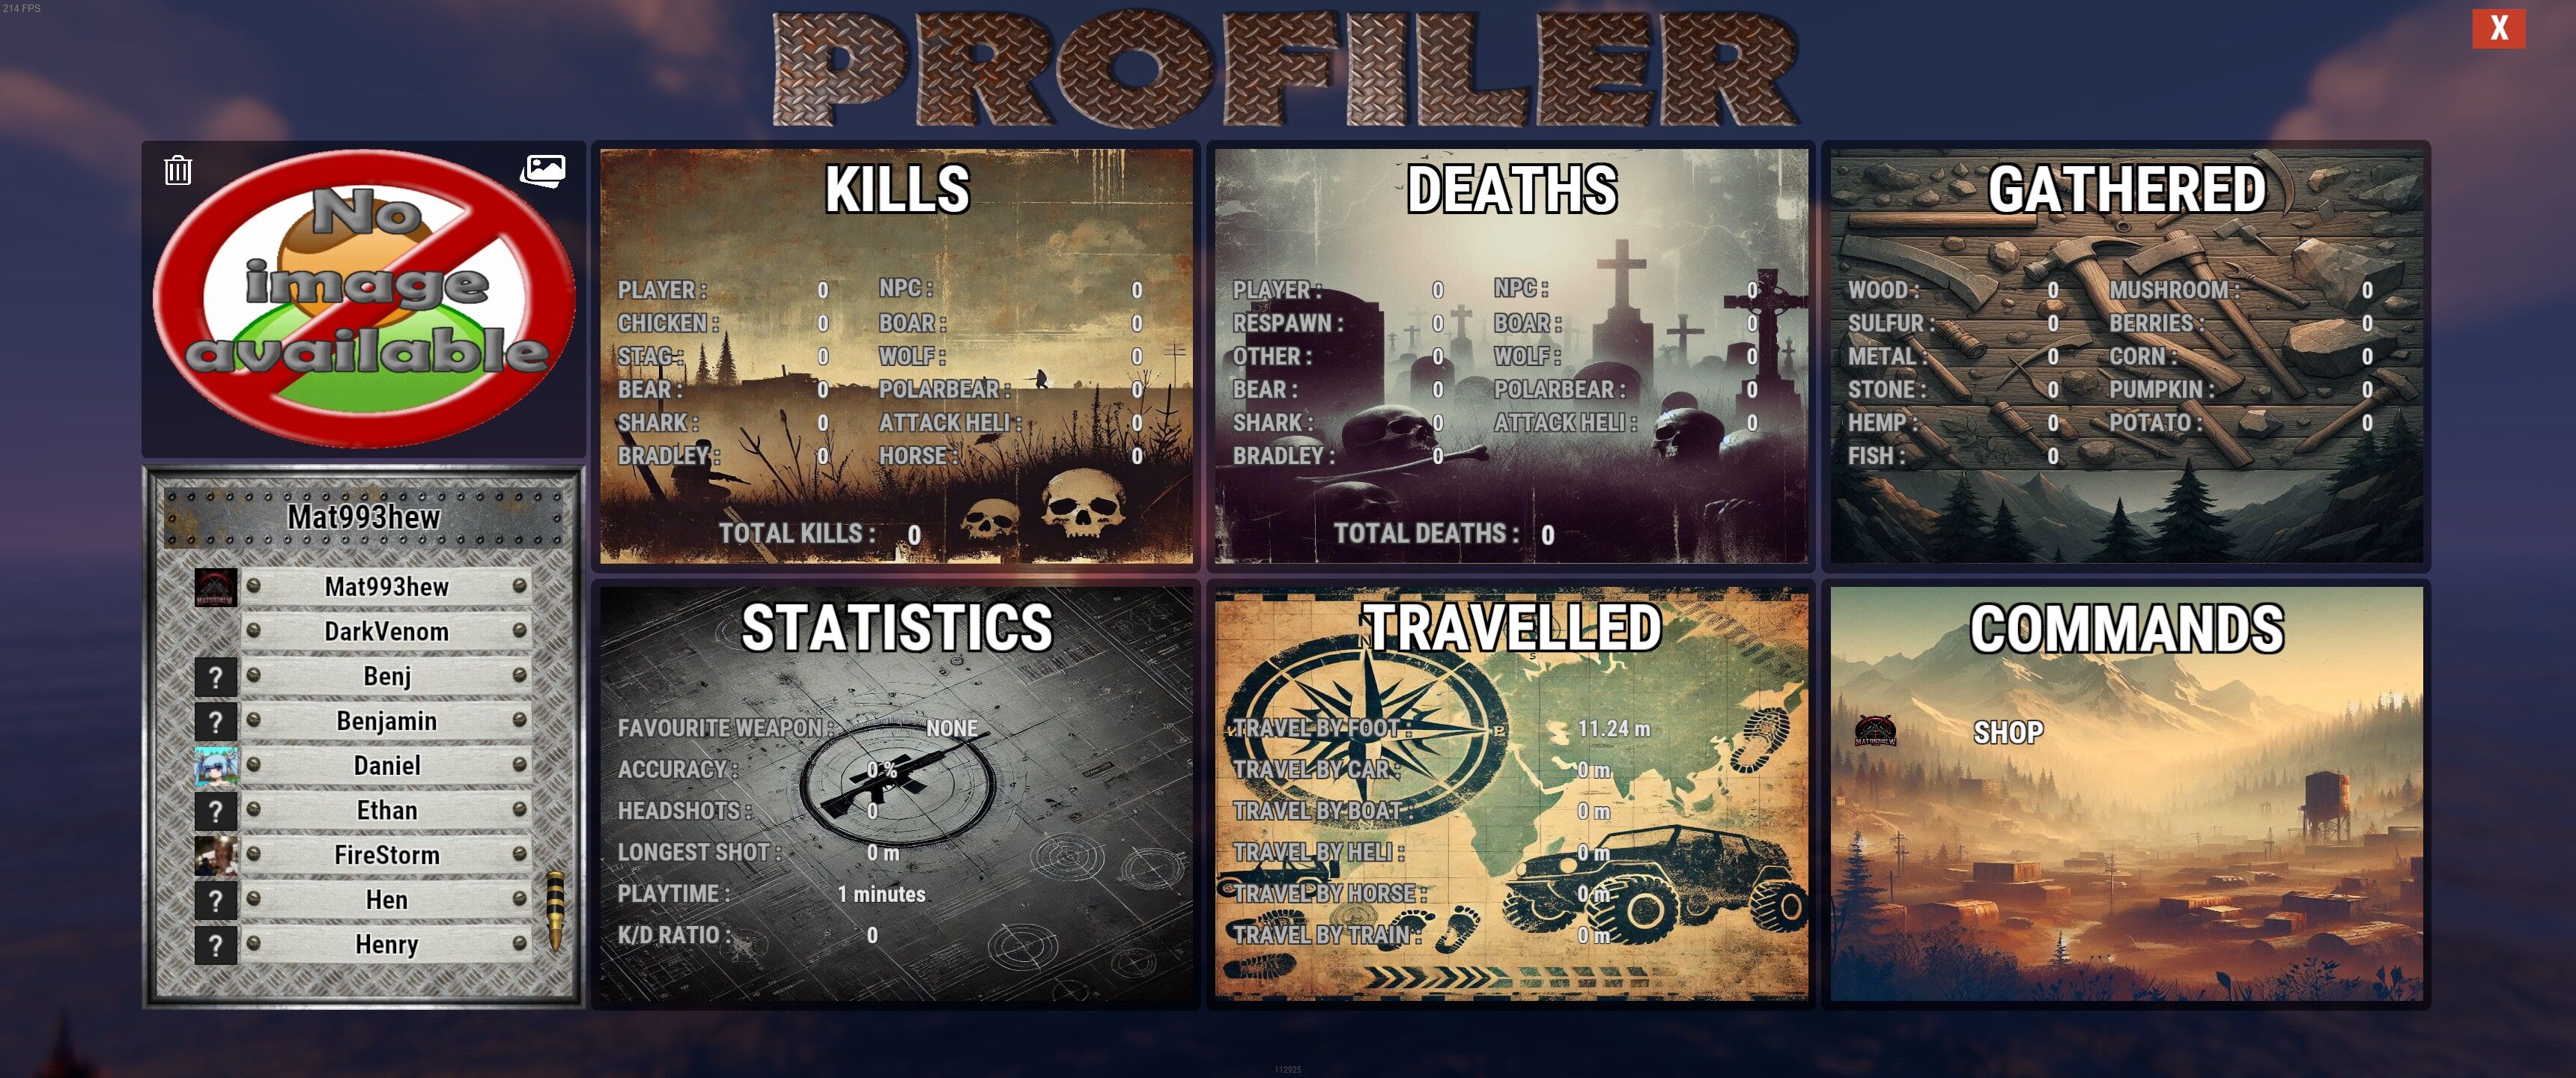 214 FPS
PROFILER
X
No
image
available
Mat993hew
Mat993hew
DarkVenom
? Benj
? Benjamin
Daniel
? Ethan
FireStorm
? Hen
? Henry
KILLS
PLAYER : 0 NPC : 0
CHICKEN : 0 BOAR : 0
STAG : 0 WOLF : 0
BEAR : 0 POLARBEAR : 0
SHARK : 0 ATTACK HELI : 0
BRADLEY : 0 HORSE : 0
TOTAL KILLS : 0
DEATHS
PLAYER : 0 NPC : 0
RESPAWN : 0 BOAR : 0
OTHER : 0 WOLF : 0
BEAR : 0 POLARBEAR : 0
SHARK : 0 ATTACK HELI : 0
BRADLEY : 0
TOTAL DEATHS : 0
GATHERED
WOOD : 0 MUSHROOM : 0
SULFUR : 0 BERRIES : 0
METAL : 0 CORN : 0
STONE : 0 PUMPKIN : 0
HEMP : 0 POTATO : 0
FISH : 0
STATISTICS
FAVOURITE WEAPON : NONE
ACCURACY : 0 %
HEADSHOTS : 0
LONGEST SHOT : 0 m
PLAYTIME : 1 minutes
K/D RATIO : 0
TRAVELLED
TRAVEL BY FOOT : 11.24 m
TRAVEL BY CAR : 0 m
TRAVEL BY BOAT : 0 m
TRAVEL BY HELI : 0 m
TRAVEL BY HORSE : 0 m
TRAVEL BY TRAIN : 0 m
COMMANDS
MAT993HEW SHOP
112925